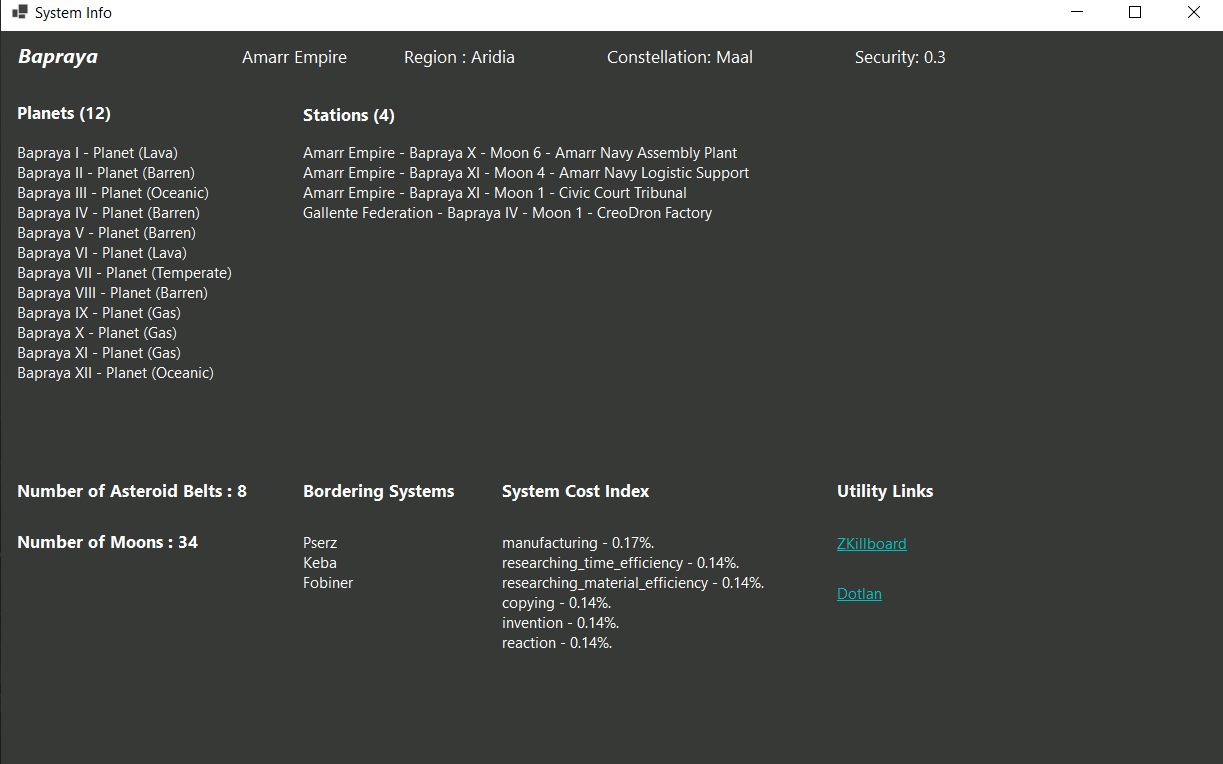 System Info
Bapraya
Amarr Empire
Region : Aridia
Constellation: Maal
Security: 0.3
Planets (12)
Bapraya I - Planet (Lava)
Bapraya II - Planet (Barren)
Bapraya III - Planet (Oceanic)
Bapraya IV - Planet (Barren)
Bapraya V - Planet (Barren)
Bapraya VI - Planet (Lava)
Bapraya VII - Planet (Temperate)
Bapraya VIII - Planet (Barren)
Bapraya IX - Planet (Gas)
Bapraya X - Planet (Gas)
Bapraya XI - Planet (Gas)
Bapraya XII - Planet (Oceanic)
Stations (4)
Amarr Empire - Bapraya X - Moon 6 - Amarr Navy Assembly Plant
Amarr Empire - Bapraya XI - Moon 4 - Amarr Navy Logistic Support
Amarr Empire - Bapraya XI - Moon 1 - Civic Court Tribunal
Gallente Federation - Bapraya IV - Moon 1 - CreoDron Factory
Number of Asteroid Belts : 8
Number of Moons : 34
Bordering Systems
Pserz
Keba
Fobiner
System Cost Index
manufacturing - 0.17%.
researching_time_efficiency - 0.14%.
researching_material_efficiency - 0.14%.
copying - 0.14%.
invention - 0.14%.
reaction - 0.14%.
Utility Links
ZKillboard
Dotlan